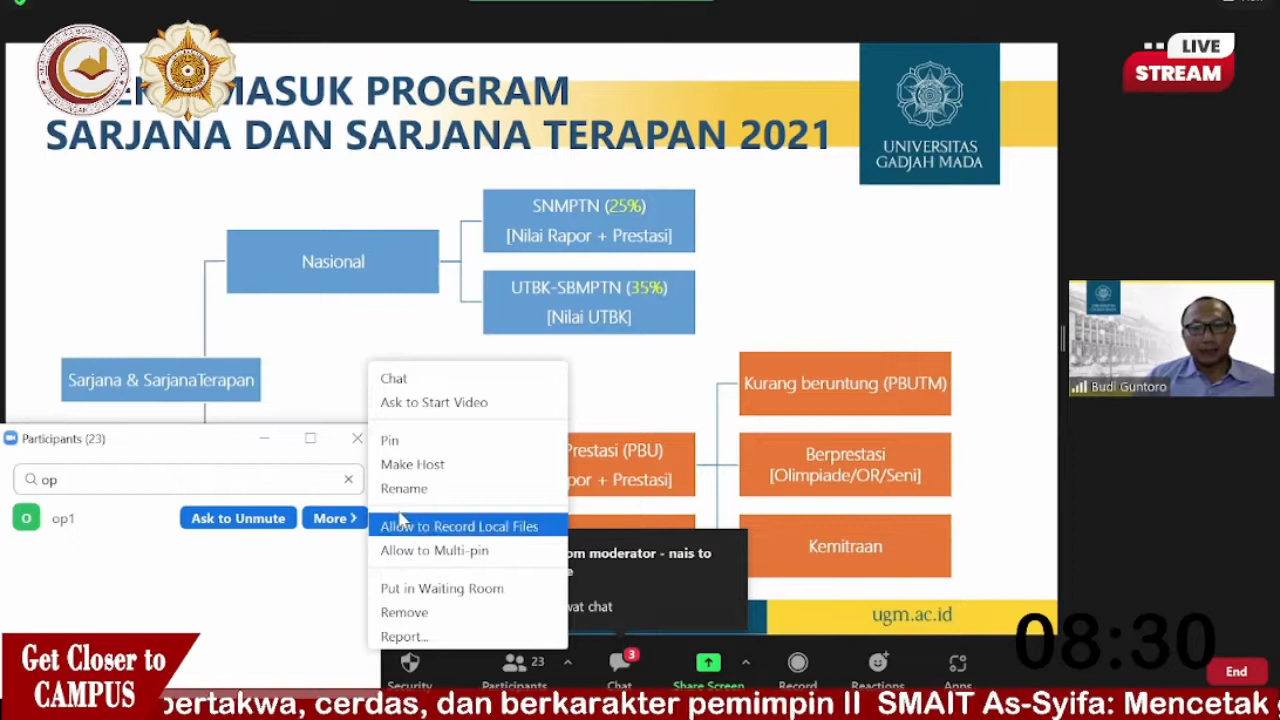 LIVE
STREAM
MASUK PROGRAM
SARJANA DAN SARJANA TERAPAN 2021
UNIVERSITAS
GADJAH MADA
SNMPTN (25%)
[Nilai Rapor + Prestasi]
Nasional
UTBK-SBMPTN (35%)
[Nilai UTBK]
Sarjana & SarjanaTerapan
Prestasi (PBU)
por + Prestasi]
Kurang beruntung (PBUTM)
Berprestasi
[Olimpiade/OR/Seni]
Kemitraan
Budi Guntoro
Participants (23)
op
O op1
Ask to Unmute
More >
Chat
Ask to Start Video
Pin
Make Host
Rename
Allow to Record Local Files
Allow to Multi-pin
Put in Waiting Room
Remove
Report...
om moderator - nais to
e
wat chat
ugm.ac.id
08:30
Security
Participants
23
Chat
3
Share Screen
Record
Reactions
Apps
End
Get Closer to
CAMPUS
bertakwa, cerdas, dan berkarakter pemimpin II SMAIT As-Syifa: Mencetak